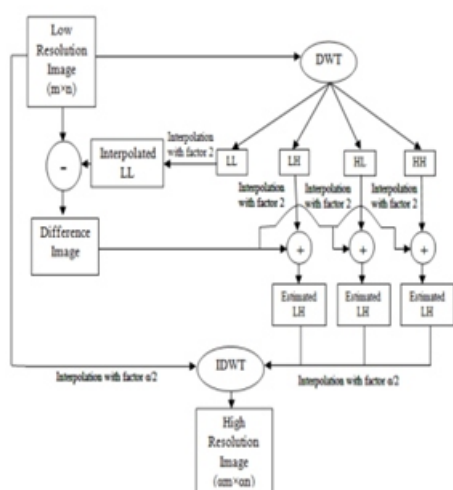 Low
Resolution
Image
(m×n)
DWT
Interpolation
with factor 2
Interpolated
LL
LL
LH
HL
HH
-
Interpolation
with factor 2
Interpolation
with factor 2
Interpolation
with factor 2
Difference
Image
+
+
+
Estimated
LH
Estimated
LH
Estimated
LH
IDWT
Interpolation with factor α/2
Interpolation with factor α/2
High
Resolution
Image
(αm×αn)